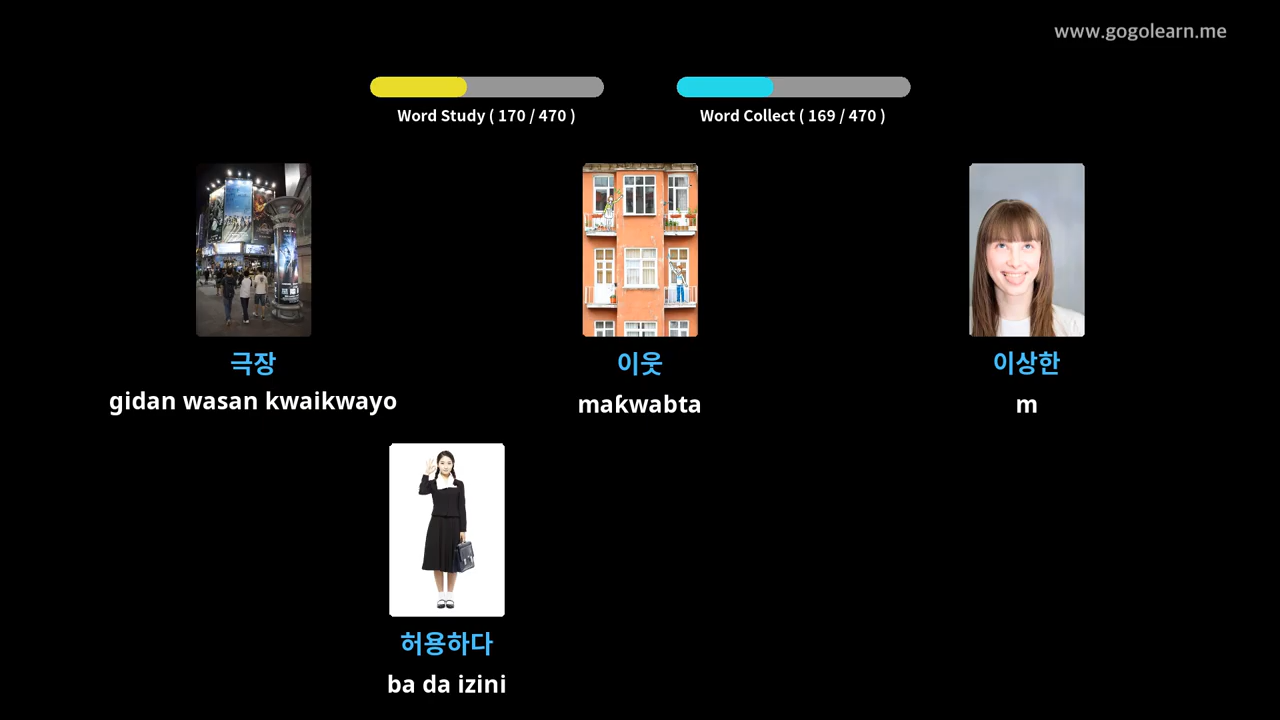 www.gogolearn.me
Word Study ( 170 / 470 )
Word Collect ( 169 / 470 )
극장
gidan wasan kwaikwayo
이웃
maƙwabta
이상한
m
허용하다
ba da izini